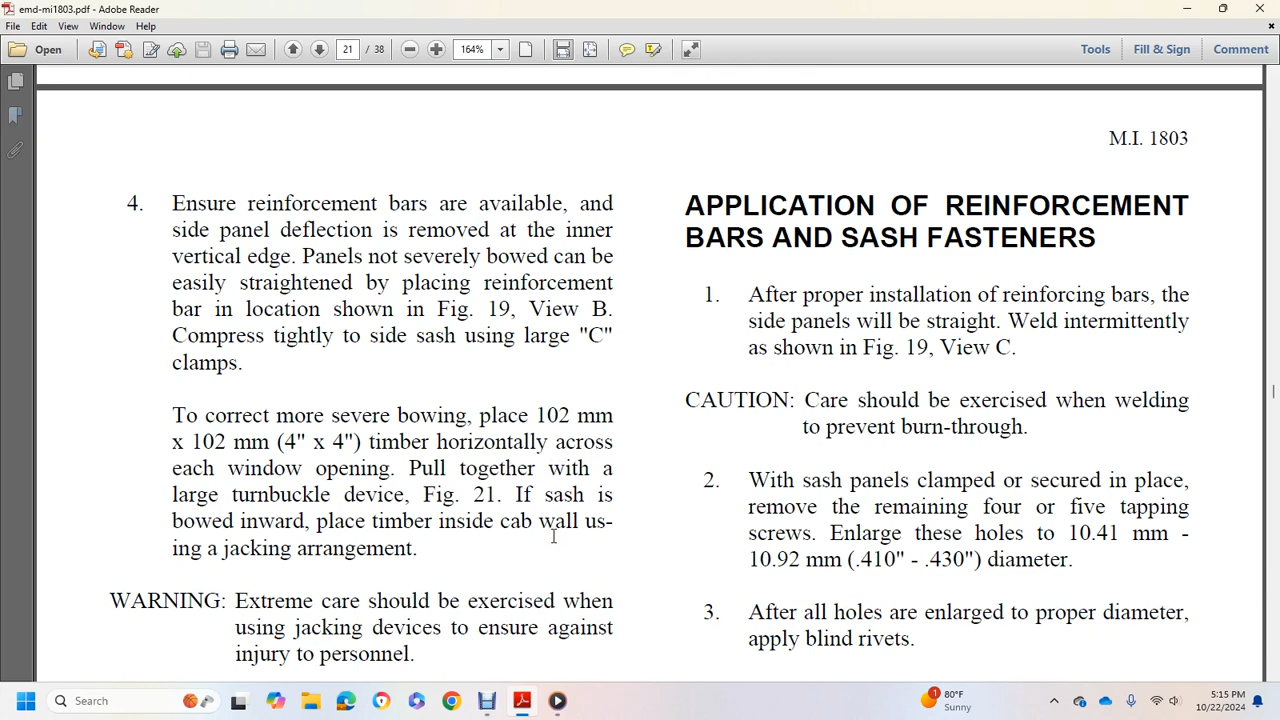 emd-mi1803.pdf - Adobe Reader
File Edit View Window Help
Open 21 / 38 164% Tools Fill & Sign Comment
M.I. 1803
4. Ensure reinforcement bars are available, and
side panel deflection is removed at the inner
vertical edge. Panels not severely bowed can be
easily straightened by placing reinforcement
bar in location shown in Fig. 19, View B.
Compress tightly to side sash using large "C"
clamps.
To correct more severe bowing, place 102 mm
x 102 mm (4" x 4") timber horizontally across
each window opening. Pull together with a
large turnbuckle device, Fig. 21. If sash is
bowed inward, place timber inside cab wall us-
ing a jacking arrangement.
WARNING: Extreme care should be exercised when
using jacking devices to ensure against
injury to personnel.
APPLICATION OF REINFORCEMENT
BARS AND SASH FASTENERS
1. After proper installation of reinforcing bars, the
side panels will be straight. Weld intermittently
as shown in Fig. 19, View C.
CAUTION: Care should be exercised when welding
to prevent burn-through.
2. With sash panels clamped or secured in place,
remove the remaining four or five tapping
screws. Enlarge these holes to 10.41 mm -
10.92 mm (.410" - .430") diameter.
3. After all holes are enlarged to proper diameter,
apply blind rivets.
Search
1
80°F
Sunny
5:15 PM
10/22/2024